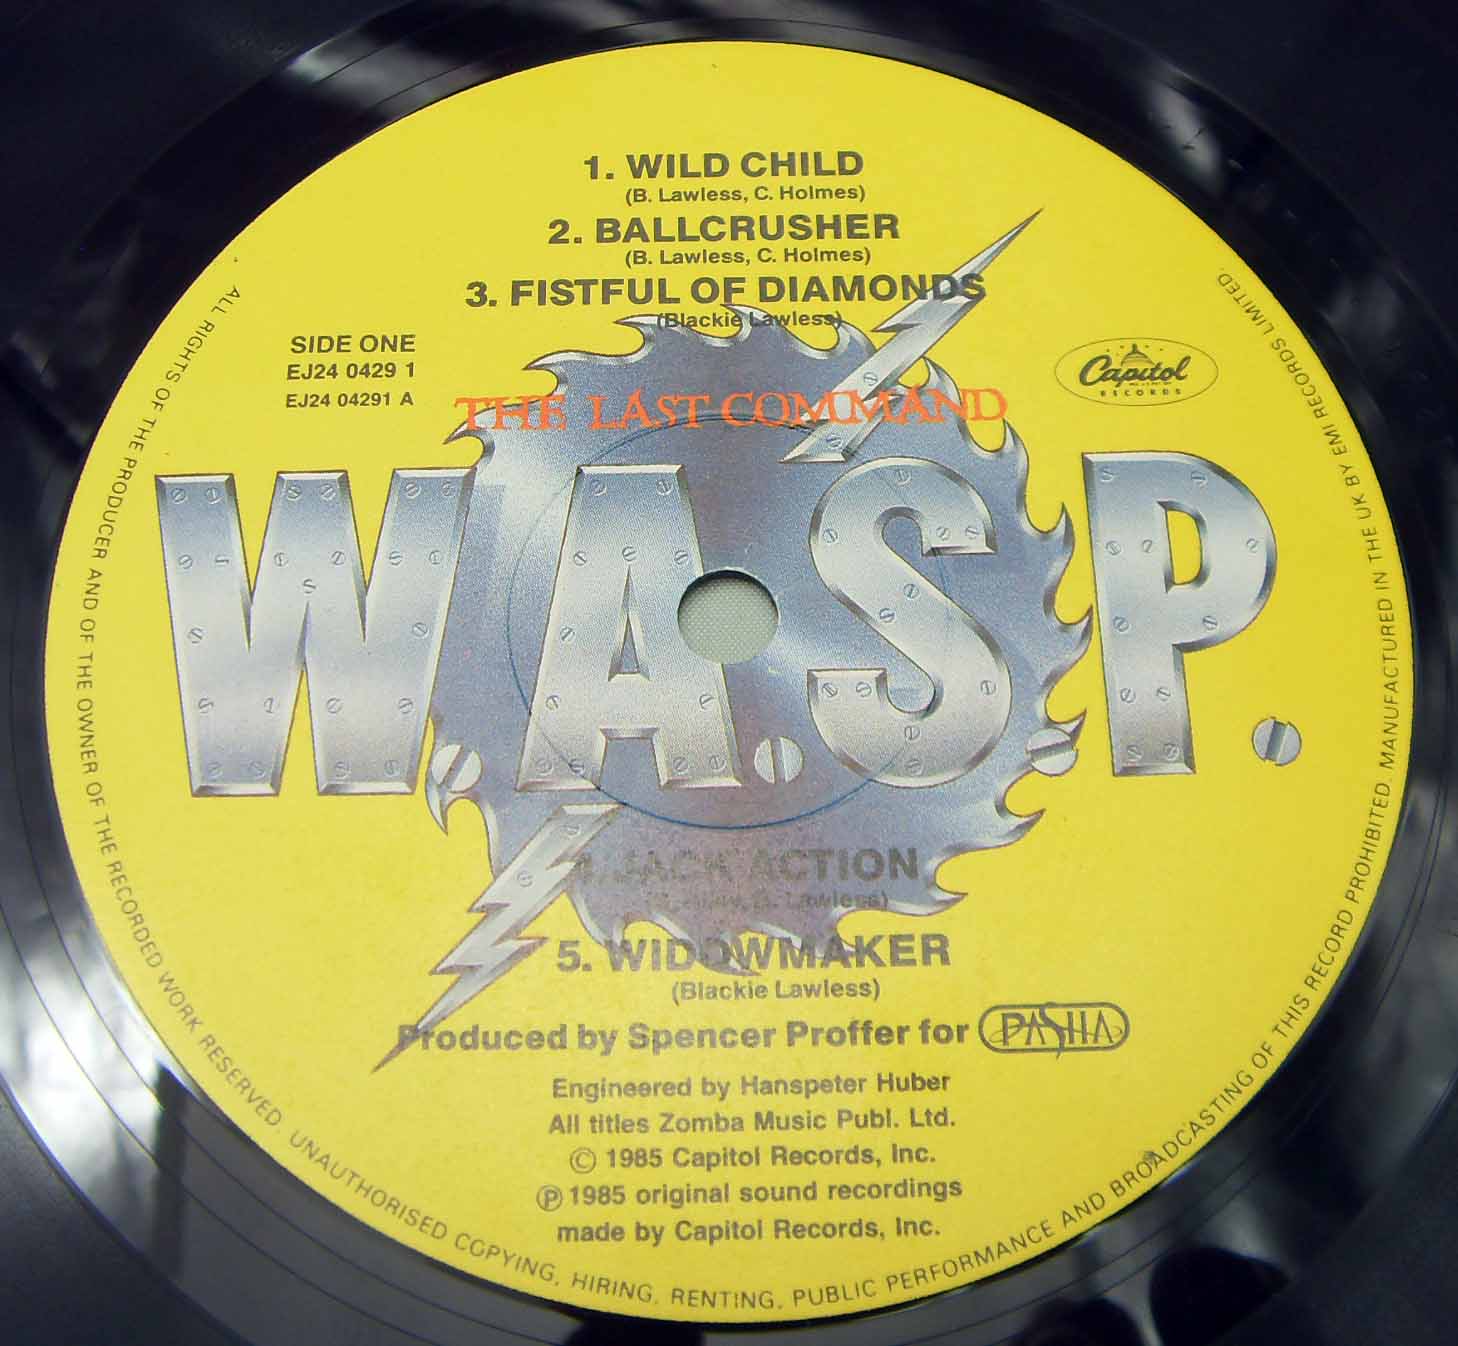 1. WILD CHILD
(B. Lawless, C. Holmes)
2. BALLCRUSHER
(B. Lawless, C. Holmes)
3. FISTFUL OF DIAMONDS
(Blackie Lawless)
SIDE ONE
EJ24 0429 1
EJ24 04291 A
Capitol
RECORDS
THE LAST COMMAND
W.A.S.P.
4. JACK ACTION
Lawless)
5. WIDOWMAKER
(Blackie Lawless)
Produced by Spencer Proffer for PASHA
Engineered by Hanspeter Huber
All titles Zomba Music Publ. Ltd.
© 1985 Capitol Records, Inc.
℗ 1985 original sound recordings
made by Capitol Records, Inc.
ALL RIGHTS OF THE PRODUCER AND OF THE OWNER OF THE RECORDED WORK RESERVED. UNAUTHORISED COPYING, HIRING, RENTING, PUBLIC PERFORMANCE AND BROADCASTING OF THIS RECORD PROHIBITED. MANUFACTURED IN THE UK BY EMI RECORDS LIMITED.